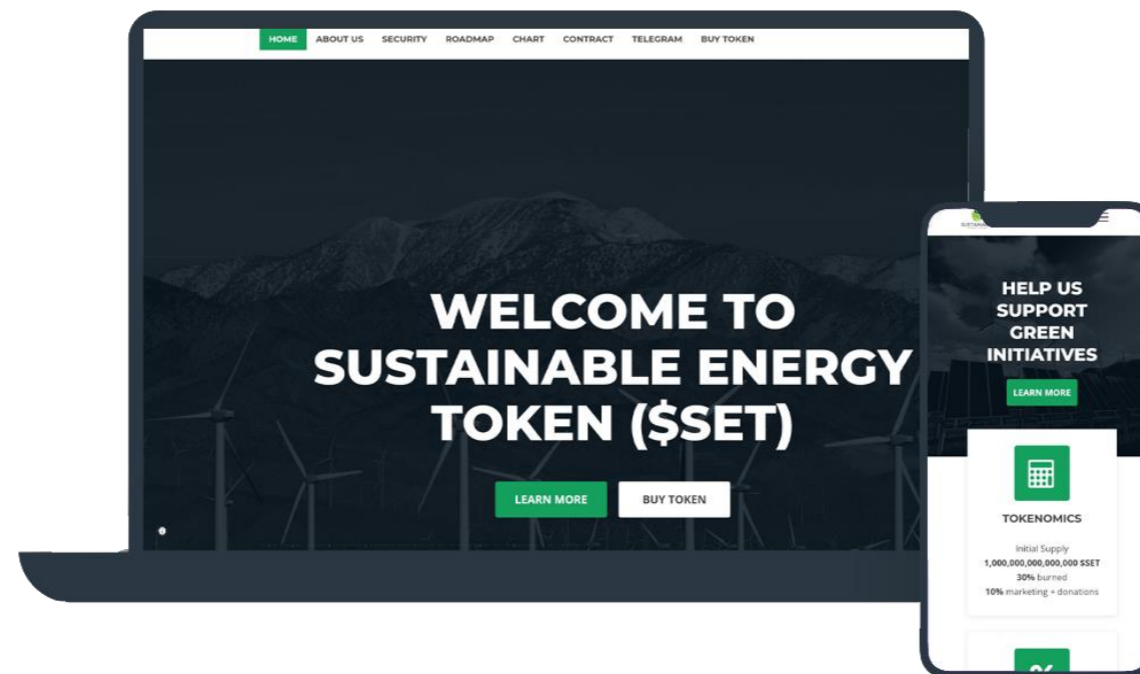 HOME ABOUT US SECURITY ROADMAP CHART CONTRACT TELEGRAM BUY TOKEN
WELCOME TO
SUSTAINABLE ENERGY
TOKEN ($SET)
LEARN MORE BUY TOKEN
HELP US
SUPPORT
GREEN
INITIATIVES
LEARN MORE
TOKENOMICS
Initial Supply
1,000,000,000,000,000 $SET
30% burned
10% marketing + donations